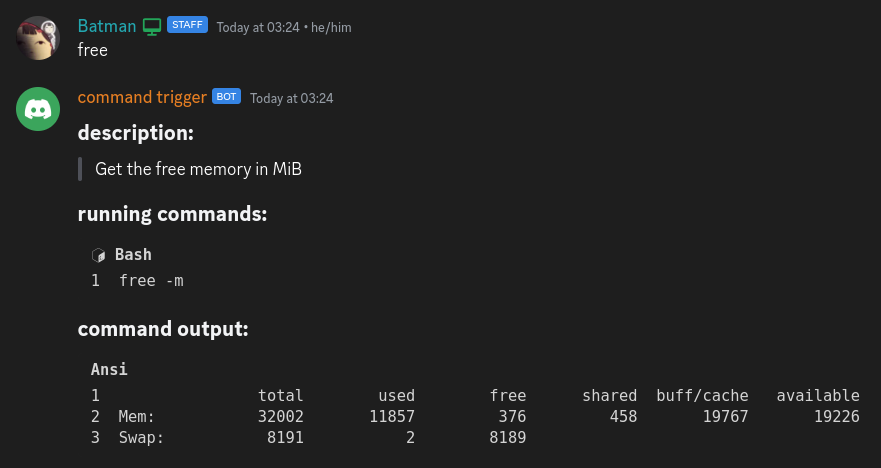 Batman STAFF Today at 03:24 • he/him
free
command trigger BOT Today at 03:24
description:
Get the free memory in MiB
running commands:
Bash
1 free -m
command output:
Ansi
1 total used free shared buff/cache available
2 Mem: 32002 11857 376 458 19767 19226
3 Swap: 8191 2 8189